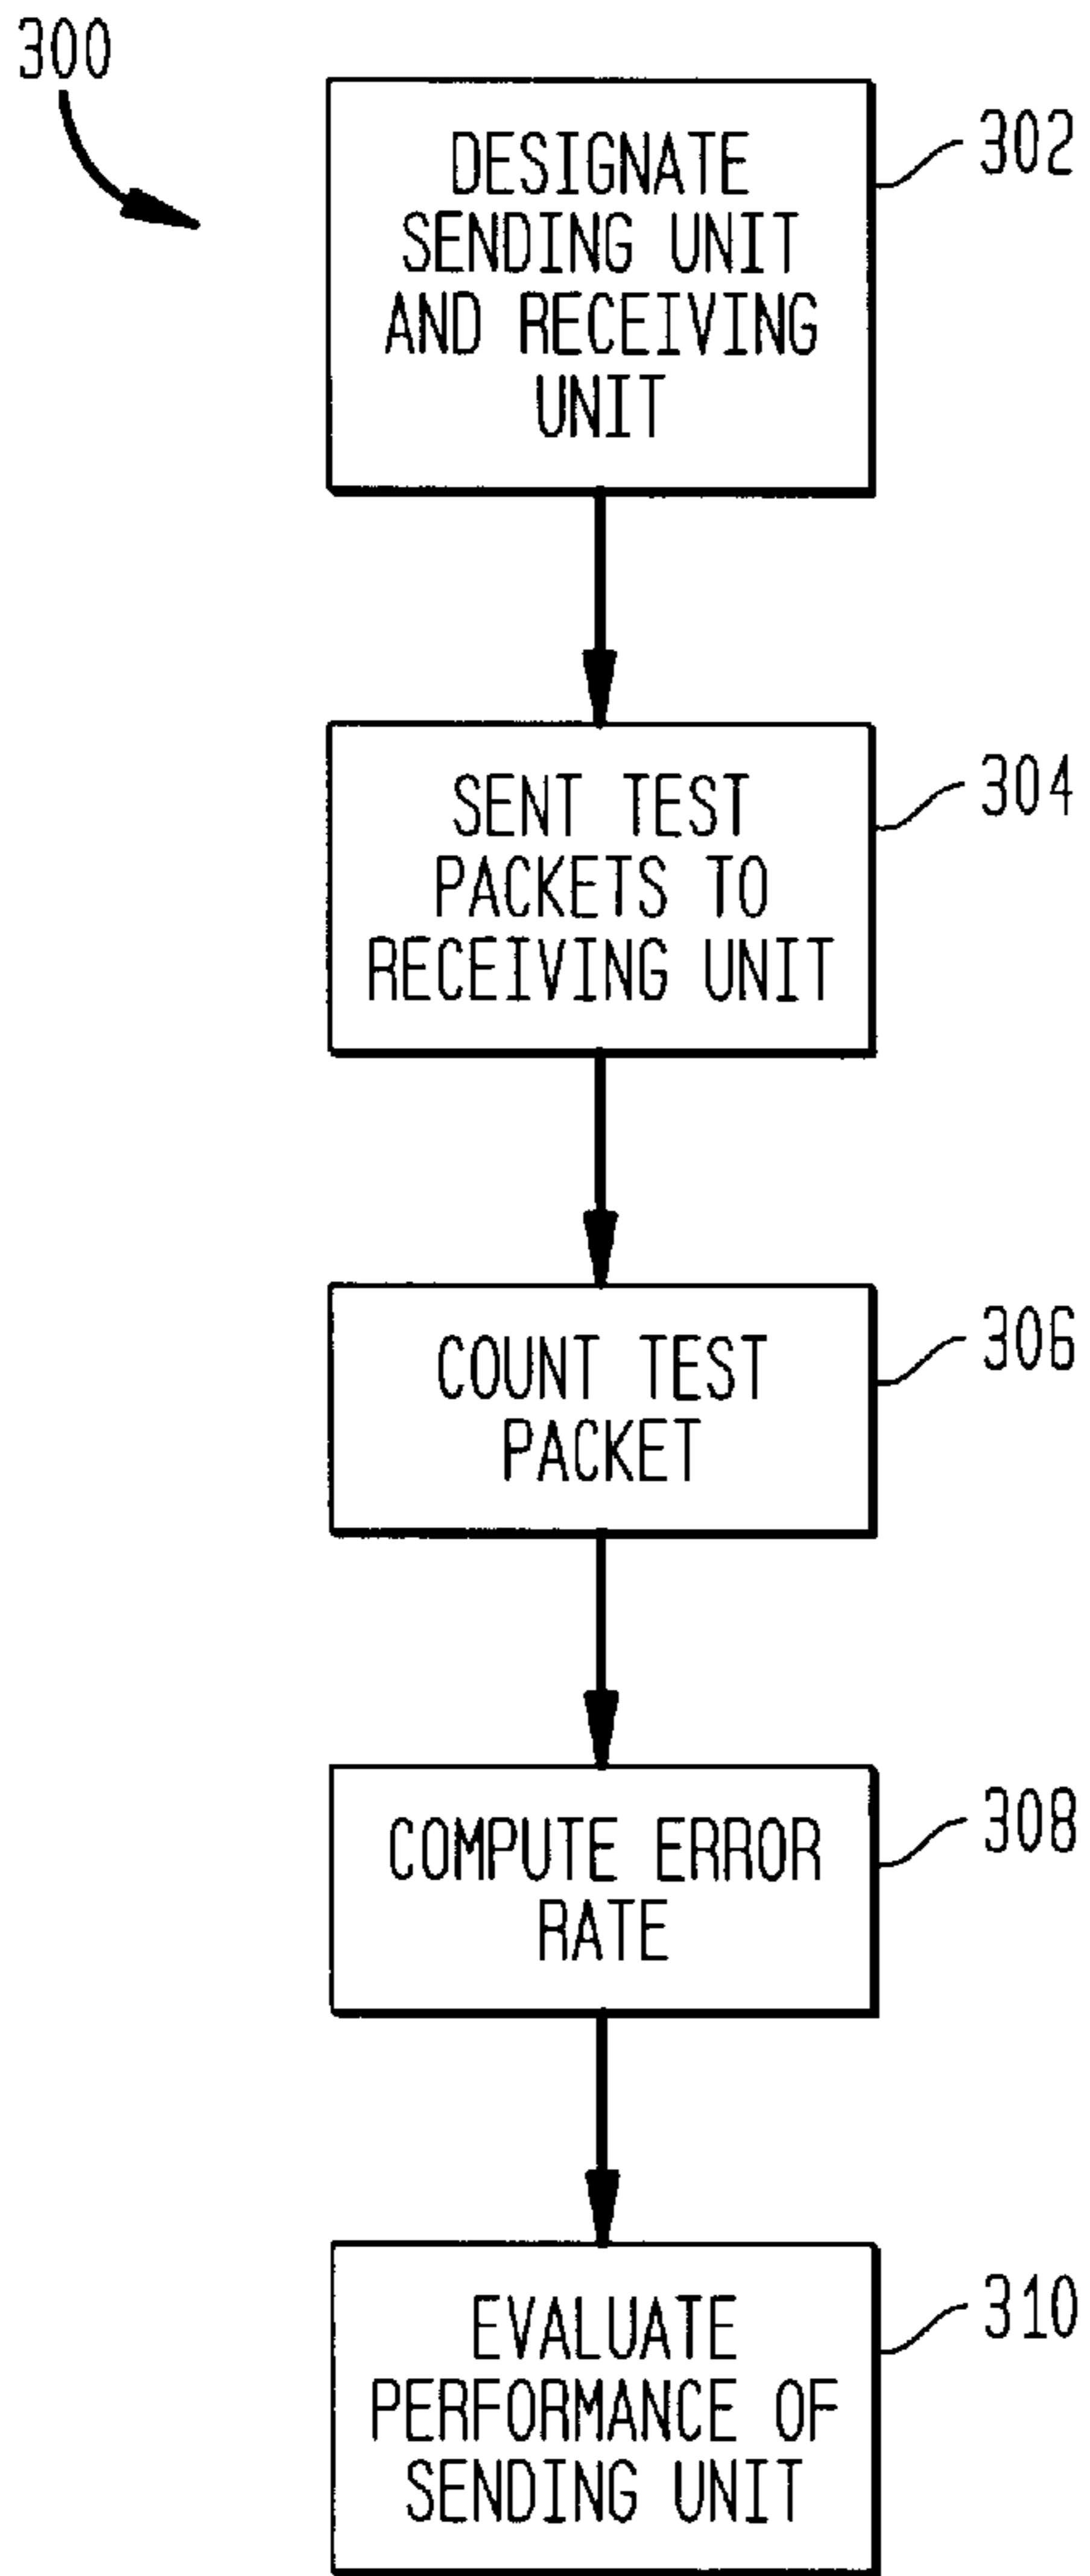 300
DESIGNATE
SENDING UNIT
AND RECEIVING
UNIT
302
SENT TEST
PACKETS TO
RECEIVING UNIT
304
COUNT TEST
PACKET
306
COMPUTE ERROR
RATE
308
EVALUATE
PERFORMANCE OF
SENDING UNIT
310